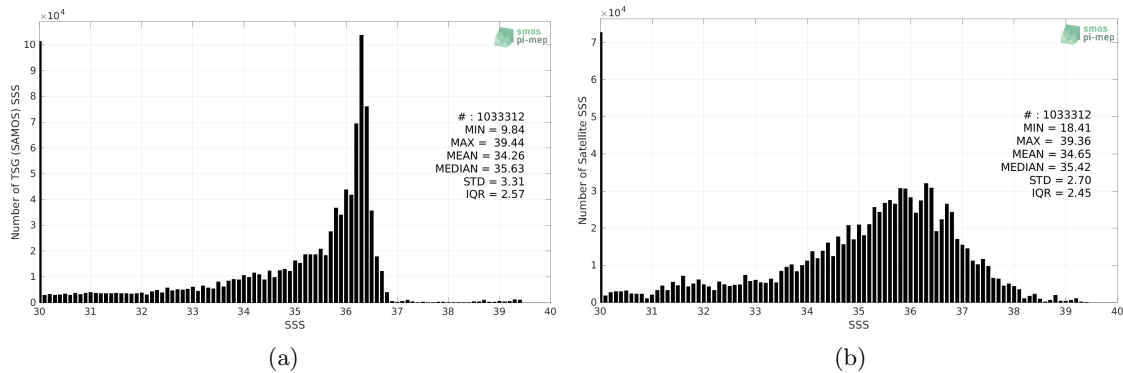 ×10⁴
10
9
8
7
6
5
4
3
2
1
0
Number of TSG (SAMOS) SSS
smos
pi-mep
# : 1033312
MIN = 9.84
MAX = 39.44
MEAN = 34.26
MEDIAN = 35.63
STD = 3.31
IQR = 2.57
30 31 32 33 34 35 36 37 38 39 40
SSS
(a)
×10⁴
7
6
5
4
3
2
1
0
Number of Satellite SSS
smos
pi-mep
# : 1033312
MIN = 18.41
MAX = 39.36
MEAN = 34.65
MEDIAN = 35.42
STD = 2.70
IQR = 2.45
30 31 32 33 34 35 36 37 38 39 40
SSS
(b)